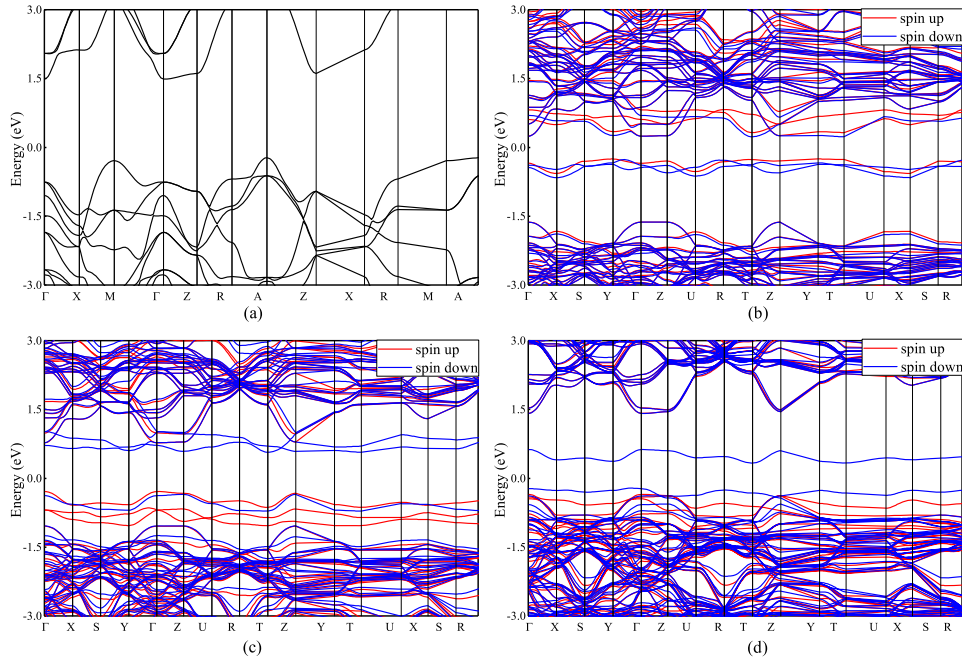 3.0
1.5
0.0
-1.5
-3.0
Energy (eV)
Γ X M Γ Z R A Z X R M A
(a)
3.0
1.5
0.0
-1.5
-3.0
Energy (eV)
spin up
spin down
Γ X S Y Γ Z U R T Z Y T U X S R
(b)
3.0
1.5
0.0
-1.5
-3.0
Energy (eV)
spin up
spin down
Γ X S Y Γ Z U R T Z Y T U X S R
(c)
3.0
1.5
0.0
-1.5
-3.0
Energy (eV)
spin up
spin down
Γ X S Y Γ Z U R T Z Y T U X S R
(d)